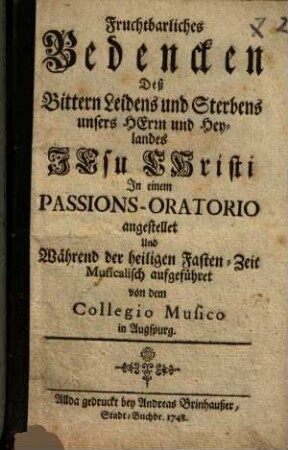 Fruchtbarliches
Bedencken
Deß
Bittern Leidens und Sterbens
unsers HErrn und Hey-
landes
JEsu CHristi
In einem
PASSIONS-ORATORIO
angestellet
Und
Während der heiligen Fasten-Zeit
Musicalisch aufgeführet
von dem
Collegio Musico
in Augspurg.
Allda gedruckt bey Andreas Brinhaußer,
Stadt-Buchdr. 1748.